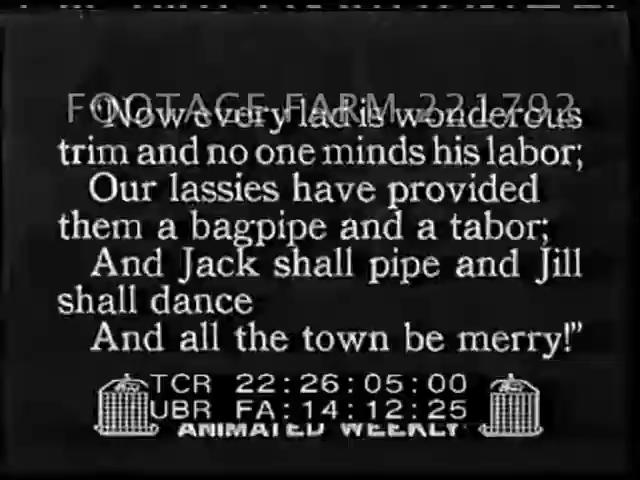 FOOTAGE FARM 221792
"Now every lad is wonderous
trim and no one minds his labor;
Our lassies have provided
them a bagpipe and a tabor;
And Jack shall pipe and Jill
shall dance
And all the town be merry!"
TCR 22:26:05:00
UBR FA:14:12:25
ANIMATED WEEKLY